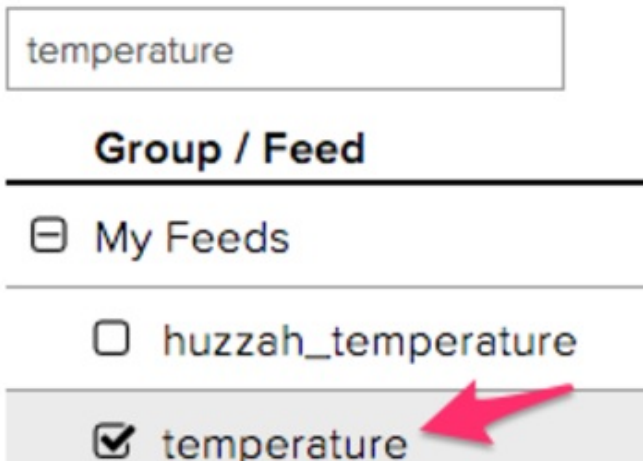 temperature
Group / Feed
My Feeds
huzzah_temperature
temperature